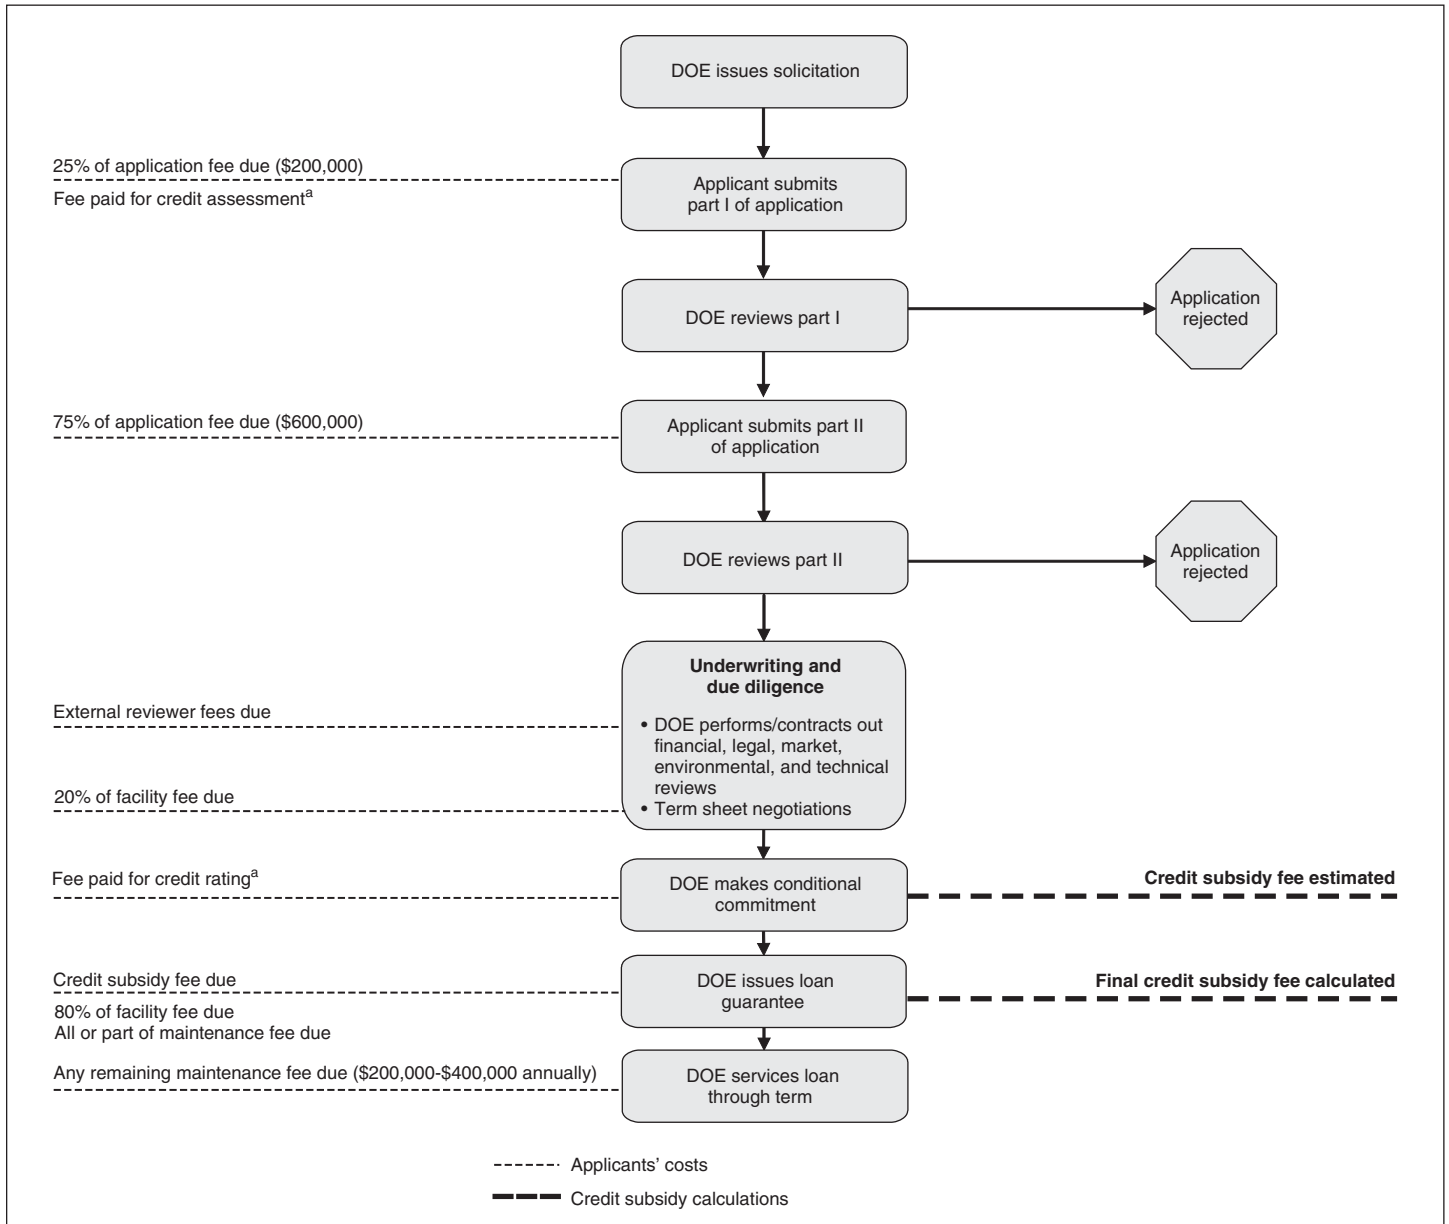 DOE issues solicitation
25% of application fee due ($200,000)
Fee paid for credit assessmenta
Applicant submits
part I of application
DOE reviews part I
Application
rejected
75% of application fee due ($600,000)
Applicant submits part II
of application
DOE reviews part II
Application
rejected
Underwriting and
due diligence
• DOE performs/contracts out
financial, legal, market,
environmental, and technical
reviews
• Term sheet negotiations
External reviewer fees due
20% of facility fee due
Fee paid for credit ratinga
DOE makes conditional
commitment
Credit subsidy fee estimated
Credit subsidy fee due
80% of facility fee due
All or part of maintenance fee due
DOE issues loan
guarantee
Final credit subsidy fee calculated
Any remaining maintenance fee due ($200,000-$400,000 annually)
DOE services loan
through term
Applicants' costs
Credit subsidy calculations